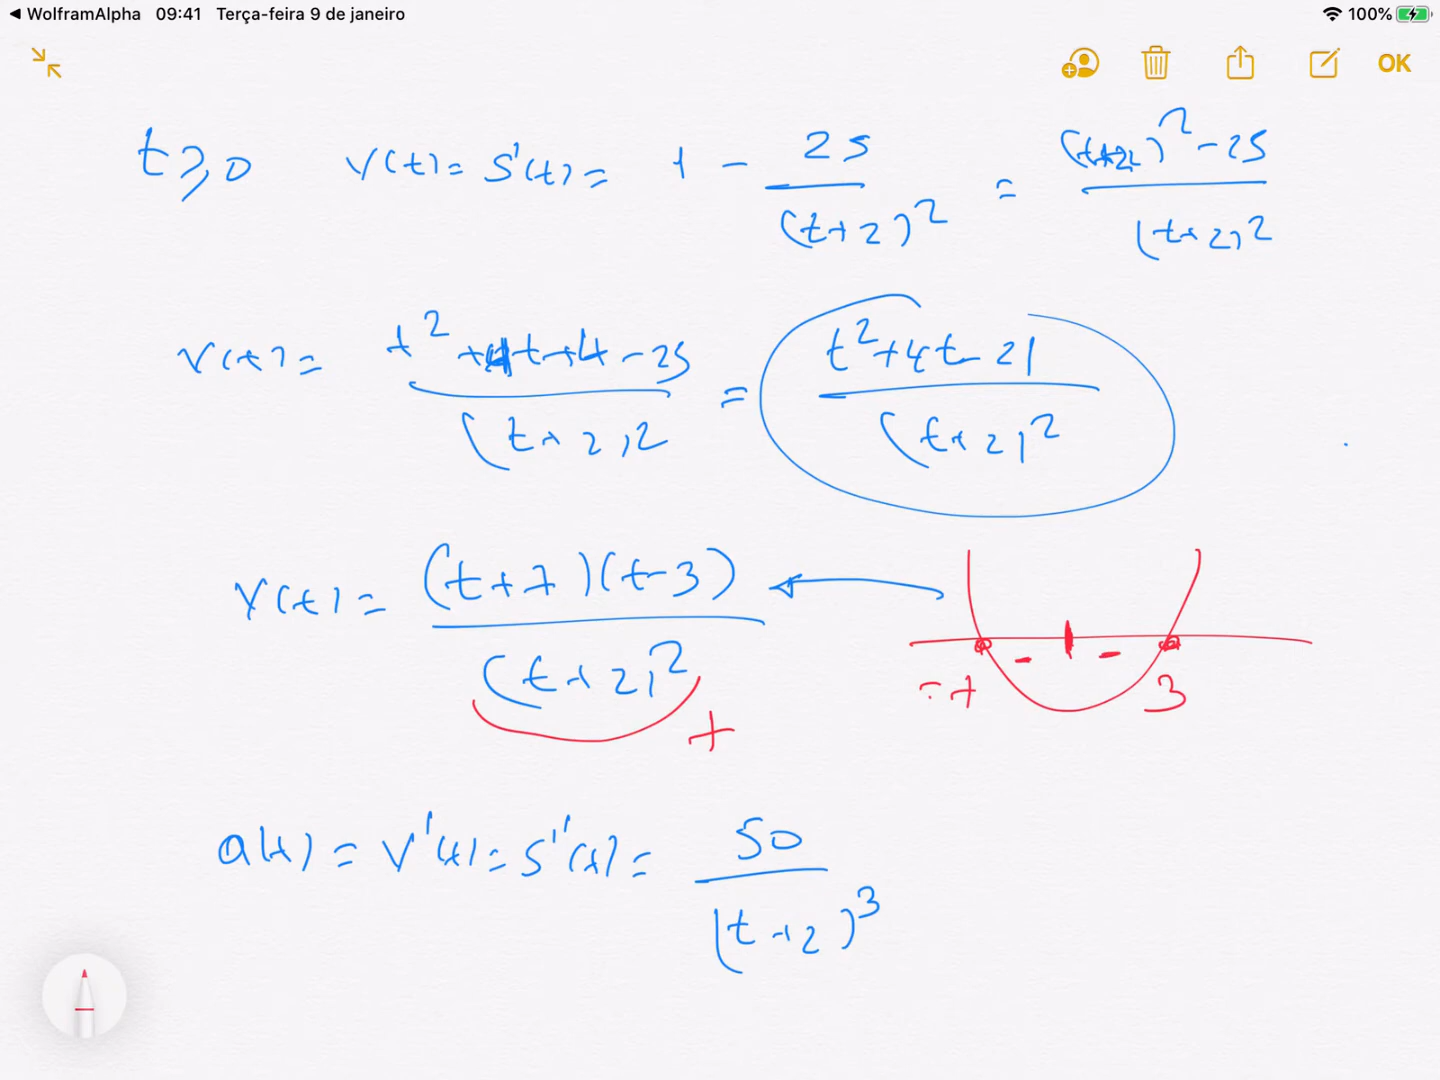 WolframAlpha 09:41 Terça-feira 9 de janeiro 100%
OK
t ≥ 0 v(t) = s'(t) = 1 - 25/(t+2)^2 = ((t+2)^2 - 25)/(t+2)^2
v(t) = (t^2 + 4t + 4 - 25)/(t+2)^2 = (t^2 + 4t - 21)/(t+2)^2
v(t) = (t+7)(t-3)/(t+2)^2
- -
-7 3
+
a(t) = v'(t) = s''(t) = 50/(t+2)^3